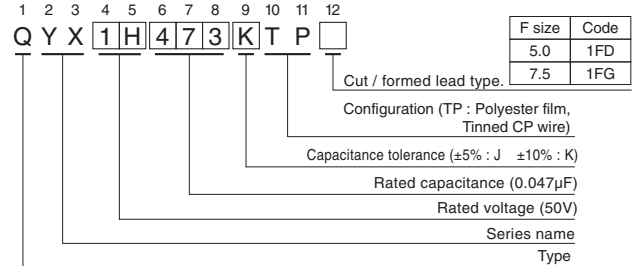 1 2 3 4 5 6 7 8 9 10 11 12
Q Y X 1 H 4 7 3 K T P
F size Code
5.0 1FD
7.5 1FG
Cut / formed lead type.
Configuration (TP : Polyester film,
Tinned CP wire)
Capacitance tolerance (±5% : J ±10% : K)
Rated capacitance (0.047µF)
Rated voltage (50V)
Series name
Type